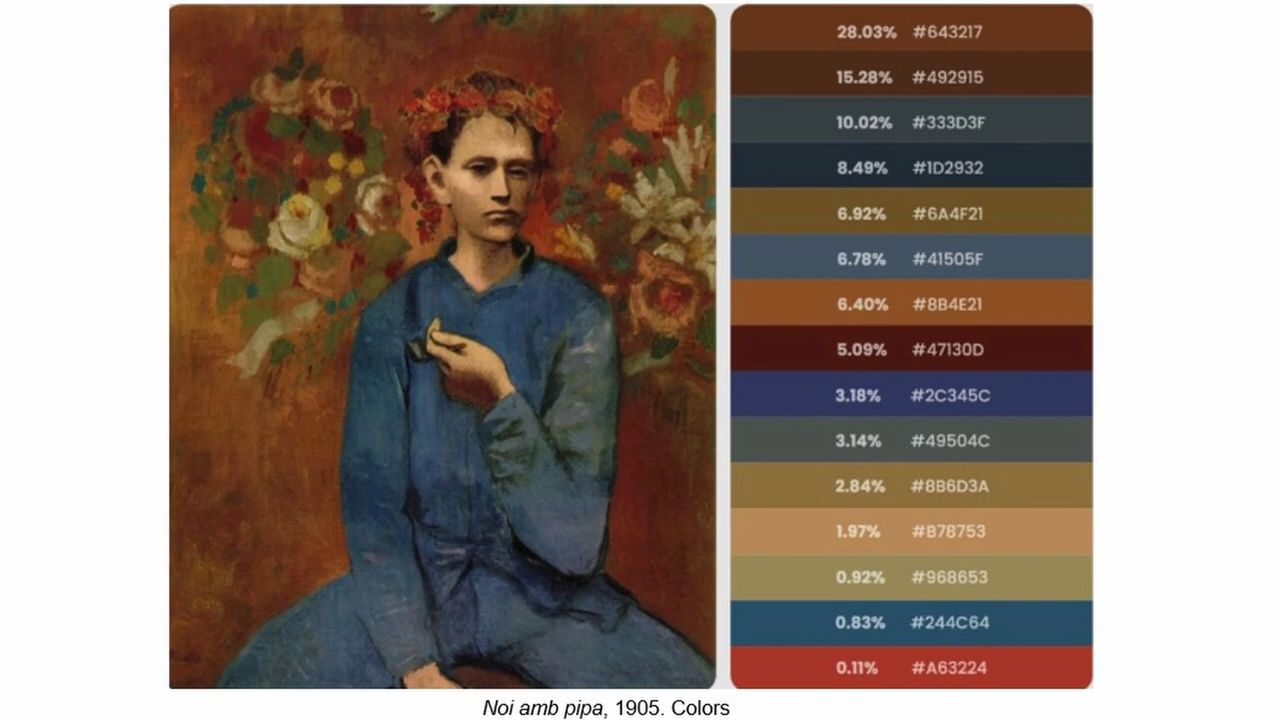 28.03% #643217
15.28% #492915
10.02% #333D3F
8.49% #1D2932
6.92% #6A4F21
6.78% #41505F
6.40% #8B4E21
5.09% #47130D
3.18% #2C345C
3.14% #49504C
2.84% #8B6D3A
1.97% #B78753
0.92% #968653
0.83% #244C64
0.11% #A63224
Noi amb pipa, 1905. Colors